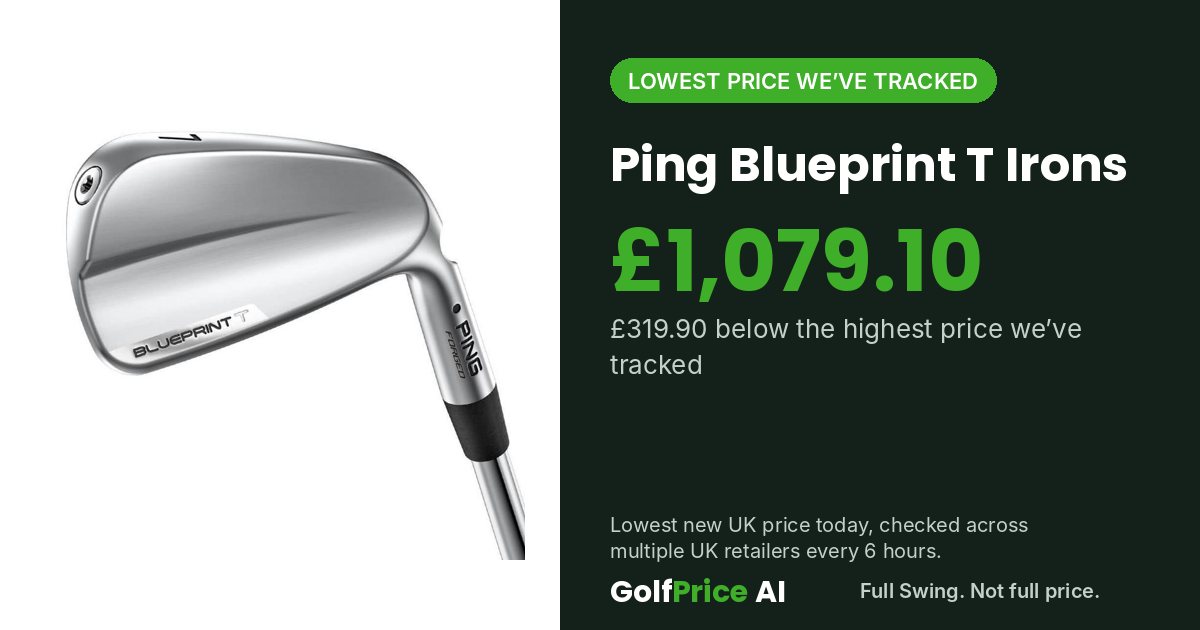 7
BLUEPRINT T
PING
FORGED
LOWEST PRICE WE’VE TRACKED
Ping Blueprint T Irons
£1,079.10
£319.90 below the highest price we’ve
tracked
Lowest new UK price today, checked across
multiple UK retailers every 6 hours.
GolfPrice AI
Full Swing. Not full price.